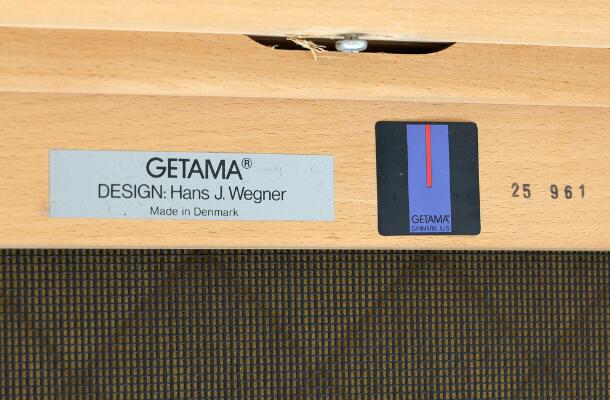 GETAMA®
DESIGN: Hans J. Wegner
Made in Denmark
GETAMA®
DANMARK A/S
25 961